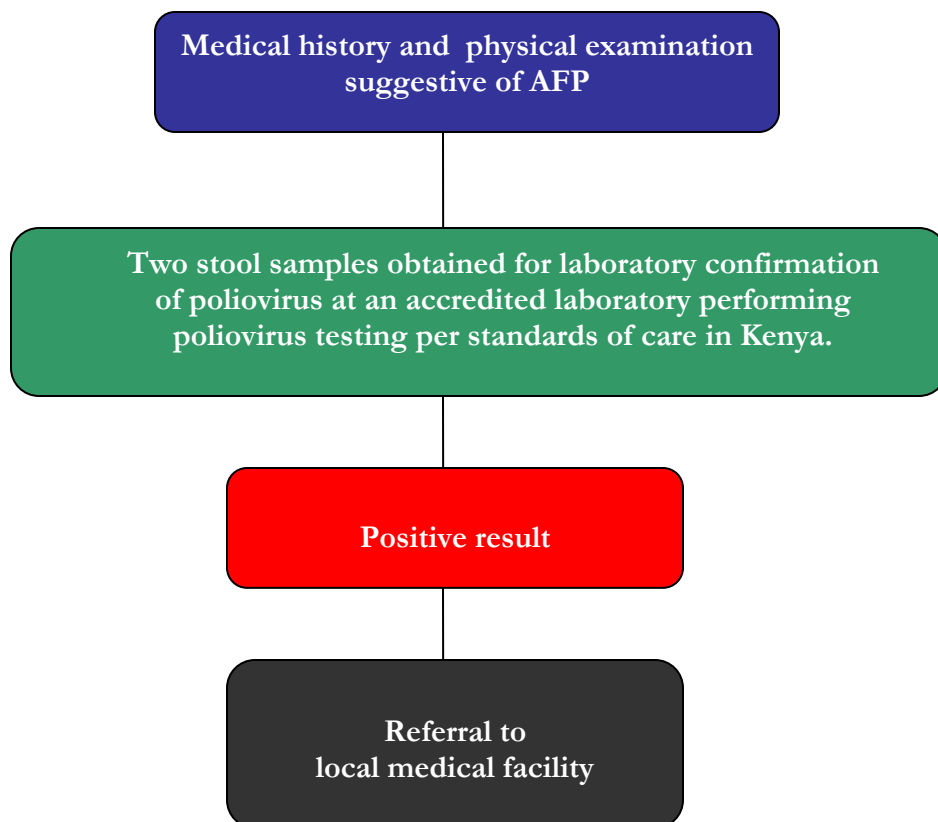 Medical history and  physical examination
suggestive of AFP
Two stool samples obtained for laboratory confirmation
of poliovirus at an accredited laboratory performing
poliovirus testing per standards of care in Kenya.
Positive result
Referral to
local medical facility